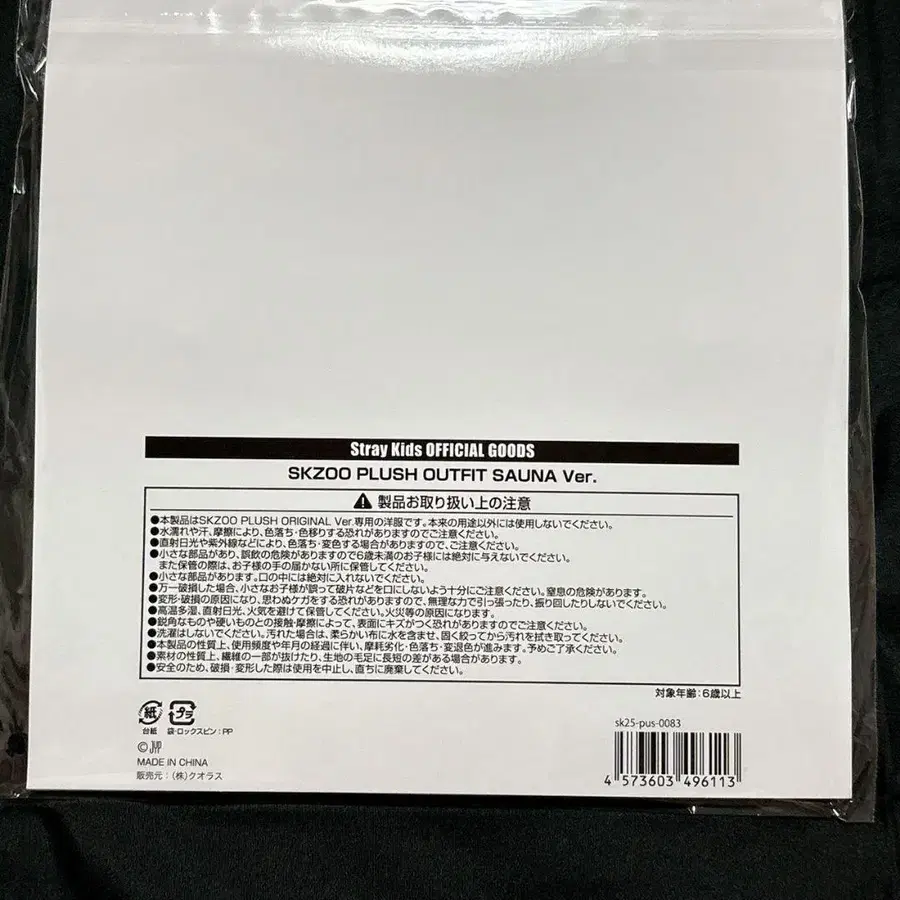 Stray Kids OFFICIAL GOODS
SKZOO PLUSH OUTFIT SAUNA Ver.
製品お取り扱い上の注意
●本製品はSKZOO PLUSH ORIGINAL Ver.専用の洋服です。本来の用途以外には使用しないでください。
●水濡れや汗、摩擦により、色落ち・色移りする恐れがありますのでご注意ください。
●直射日光や紫外線などにより、色落ち・変色する場合がありますので、ご注意ください。
●小さな部品があり、誤飲の危険がありますので6歳未満のお子様には絶対に与えないでください。
また保管の際は、お子様の手の届かない所に保管してください。
●小さな部品があります。口の中には絶対に入れないでください。
●万一破損した場合、小さなお子様が誤って破片などを口にしないよう十分にご注意ください。窒息の危険があります。
●変形・破損の原因になり、思わぬケガをする恐れがありますので、無理な力で引っ張ったり、振り回したりしないでください。
●高温多湿、直射日光、火気を避けて保管してください。火災等の原因になります。
●鋭角なものや硬いものとの接触・摩擦によって、表面にキズがつく恐れがありますのでご注意ください。
●洗濯はしないでください。汚れた場合は、柔らかい布に水を含ませ、固く絞ってから汚れを拭き取ってください。
●本製品の性質上、使用頻度や年月の経過に伴い、摩耗劣化・色落ち・変退色が進みます。予めご了承ください。
●素材の性質上、繊維の一部が抜けたり、生地の毛足に長短の差がある場合があります。
●安全のため、破損・変形した際は使用を中止し、直ちに廃棄してください。
対象年齢：6歳以上
紙 プラ
台紙 袋・ロックスピン：PP
© JYP
MADE IN CHINA
販売元：(株)クオラス
sk25-pus-0083
4 573603 496113